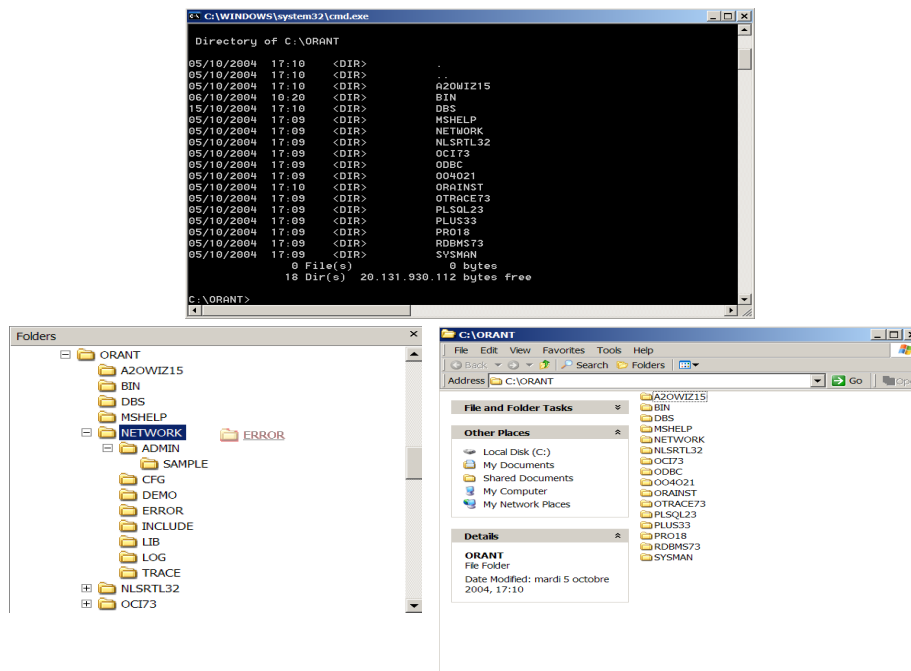 C:\WINDOWS\system32\cmd.exe
Directory of C:\ORANT
05/10/2004 17:10 <DIR> .
05/10/2004 17:10 <DIR> ..
05/10/2004 17:10 <DIR> A2OWIZ15
06/10/2004 10:20 <DIR> BIN
15/10/2004 17:10 <DIR> DBS
05/10/2004 17:09 <DIR> MSHELP
05/10/2004 17:09 <DIR> NETWORK
05/10/2004 17:09 <DIR> NLSRTL32
05/10/2004 17:09 <DIR> OCI73
05/10/2004 17:09 <DIR> ODBC
05/10/2004 17:09 <DIR> OO4O21
05/10/2004 17:10 <DIR> ORAINST
05/10/2004 17:09 <DIR> OTRACE73
05/10/2004 17:09 <DIR> PLSQL23
05/10/2004 17:09 <DIR> PLUS33
05/10/2004 17:09 <DIR> PRO18
05/10/2004 17:09 <DIR> RDBMS73
05/10/2004 17:09 <DIR> SYSMAN
0 File(s) 0 bytes
18 Dir(s) 20.131.930.112 bytes free
C:\ORANT>
Folders
ORANT
A2OWIZ15
BIN
DBS
MSHELP
NETWORK ERROR
ADMIN
SAMPLE
CFG
DEMO
ERROR
INCLUDE
LIB
LOG
TRACE
NLSRTL32
OCI73
C:\ORANT
File Edit View Favorites Tools Help
Back Search Folders
Address C:\ORANT Go Op
File and Folder Tasks
Other Places
Local Disk (C:)
My Documents
Shared Documents
My Computer
My Network Places
Details
ORANT
File Folder
Date Modified: mardi 5 octobre
2004, 17:10
A2OWIZ15
BIN
DBS
MSHELP
NETWORK
NLSRTL32
OCI73
ODBC
OO4O21
ORAINST
OTRACE73
PLSQL23
PLUS33
PRO18
RDBMS73
SYSMAN